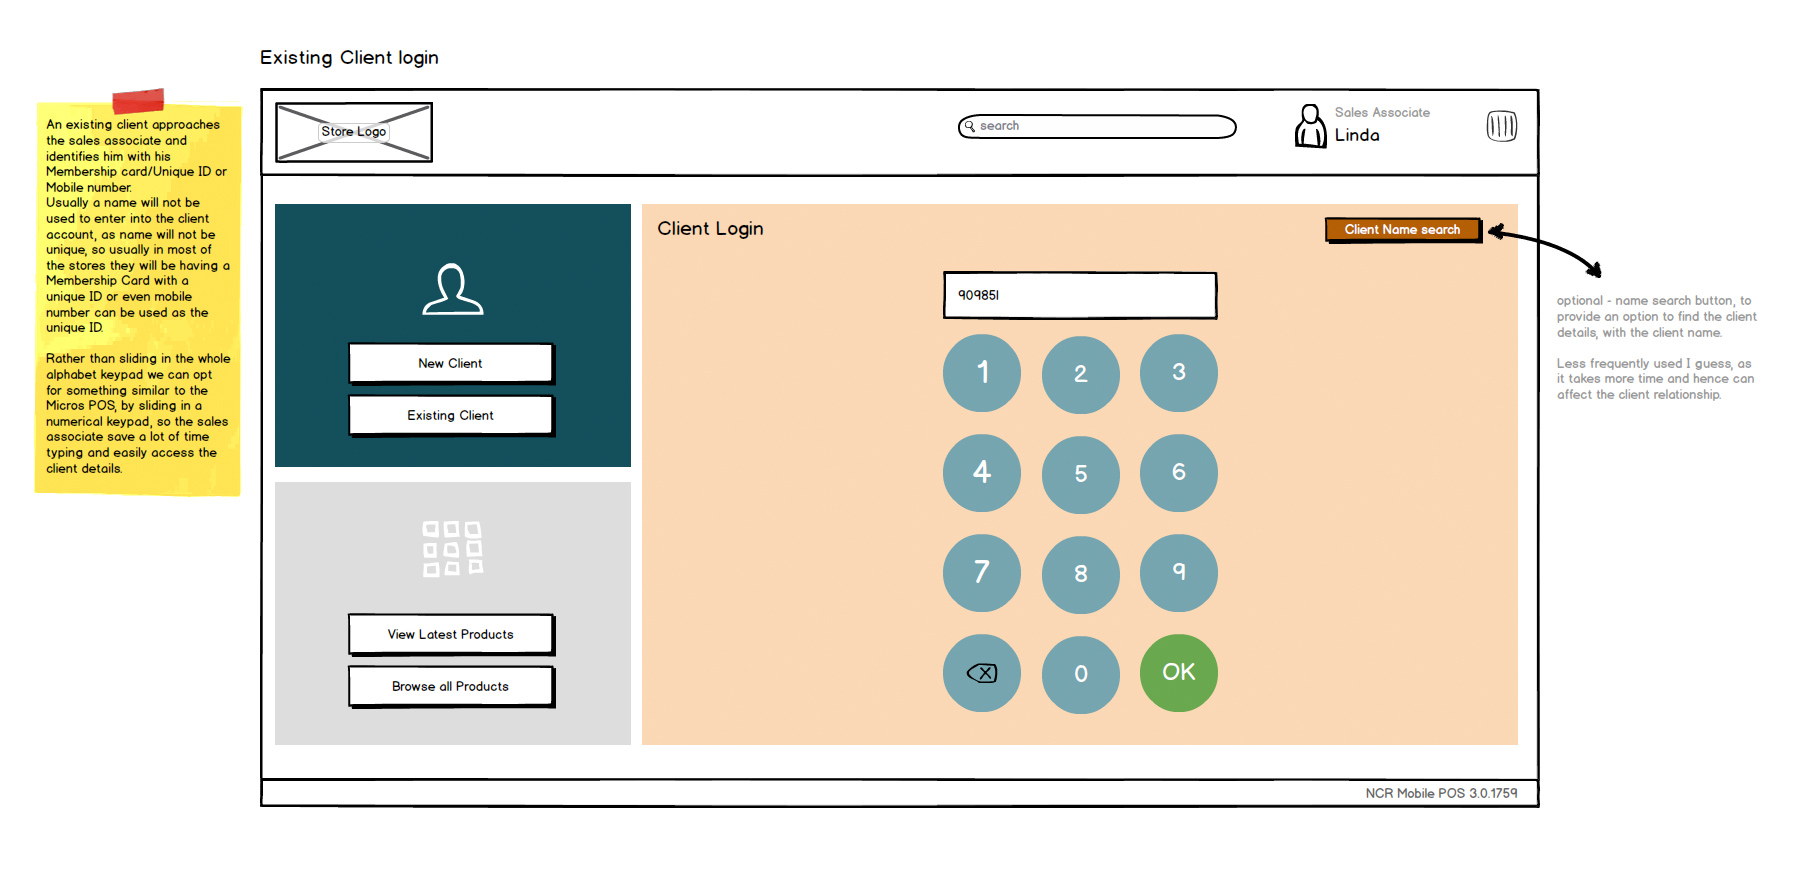 Existing Client login
An existing client approaches
the sales associate and
identifies him with his
Membership card/Unique ID or
Mobile number.
Usually a name will not be
used to enter into the client
account, as name will not be
unique, so usually in most of
the stores they will be having a
Membership Card with a
unique ID or even mobile
number can be used as the
unique ID.
Rather than sliding in the whole
alphabet keypad we can opt
for something similar to the
Micros POS, by sliding in a
numerical keypad, so the sales
associate save a lot of time
typing and easily access the
client details.
Store Logo
search
Sales Associate
Linda
New Client
Existing Client
View Latest Products
Browse all Products
Client Login
Client Name search
909851
1 2 3
4 5 6
7 8 9
0 OK
optional - name search button, to
provide an option to find the client
details, with the client name.
Less frequently used I guess, as
it takes more time and hence can
affect the client relationship.
NCR Mobile POS 3.0.1759